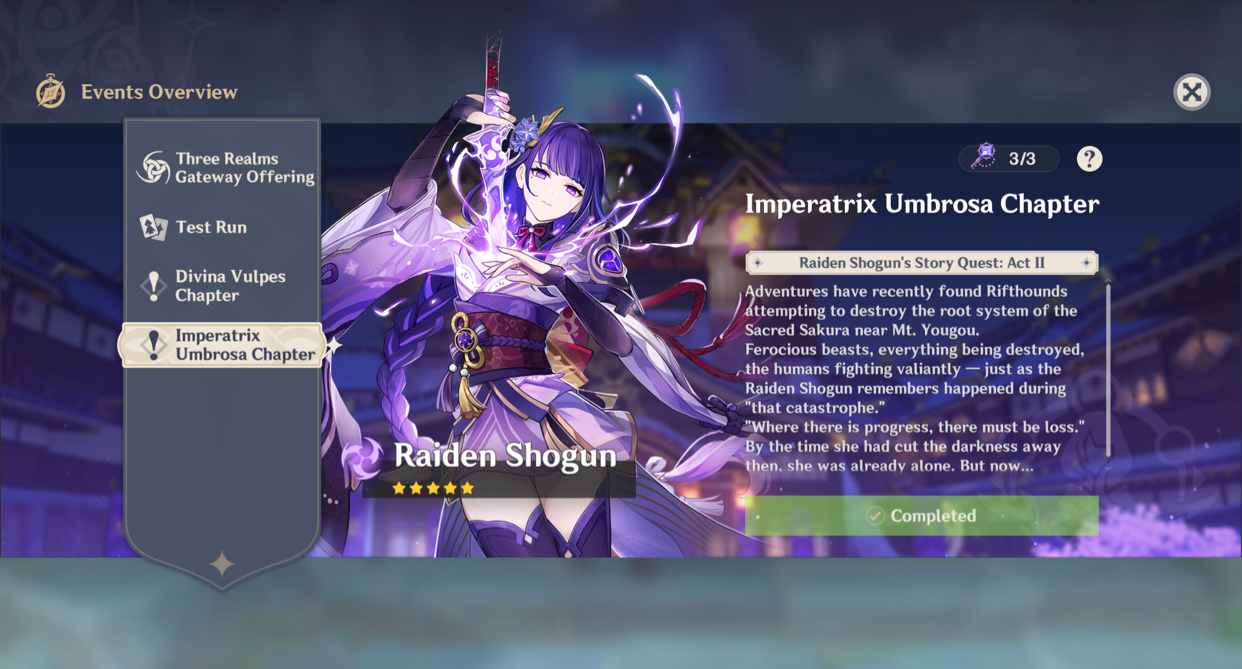 Events Overview
Three Realms
Gateway Offering
Test Run
Divina Vulpes
Chapter
Imperatrix
Umbrosa Chapter
Raiden Shogun
3/3
?
Imperatrix Umbrosa Chapter
Raiden Shogun's Story Quest: Act II
Adventures have recently found Rifthounds
attempting to destroy the root system of the
Sacred Sakura near Mt. Yougou.
Ferocious beasts, everything being destroyed,
the humans fighting valiantly — just as the
Raiden Shogun remembers happened during
"that catastrophe."
"Where there is progress, there must be loss."
By the time she had cut the darkness away
then, she was already alone. But now...
Completed